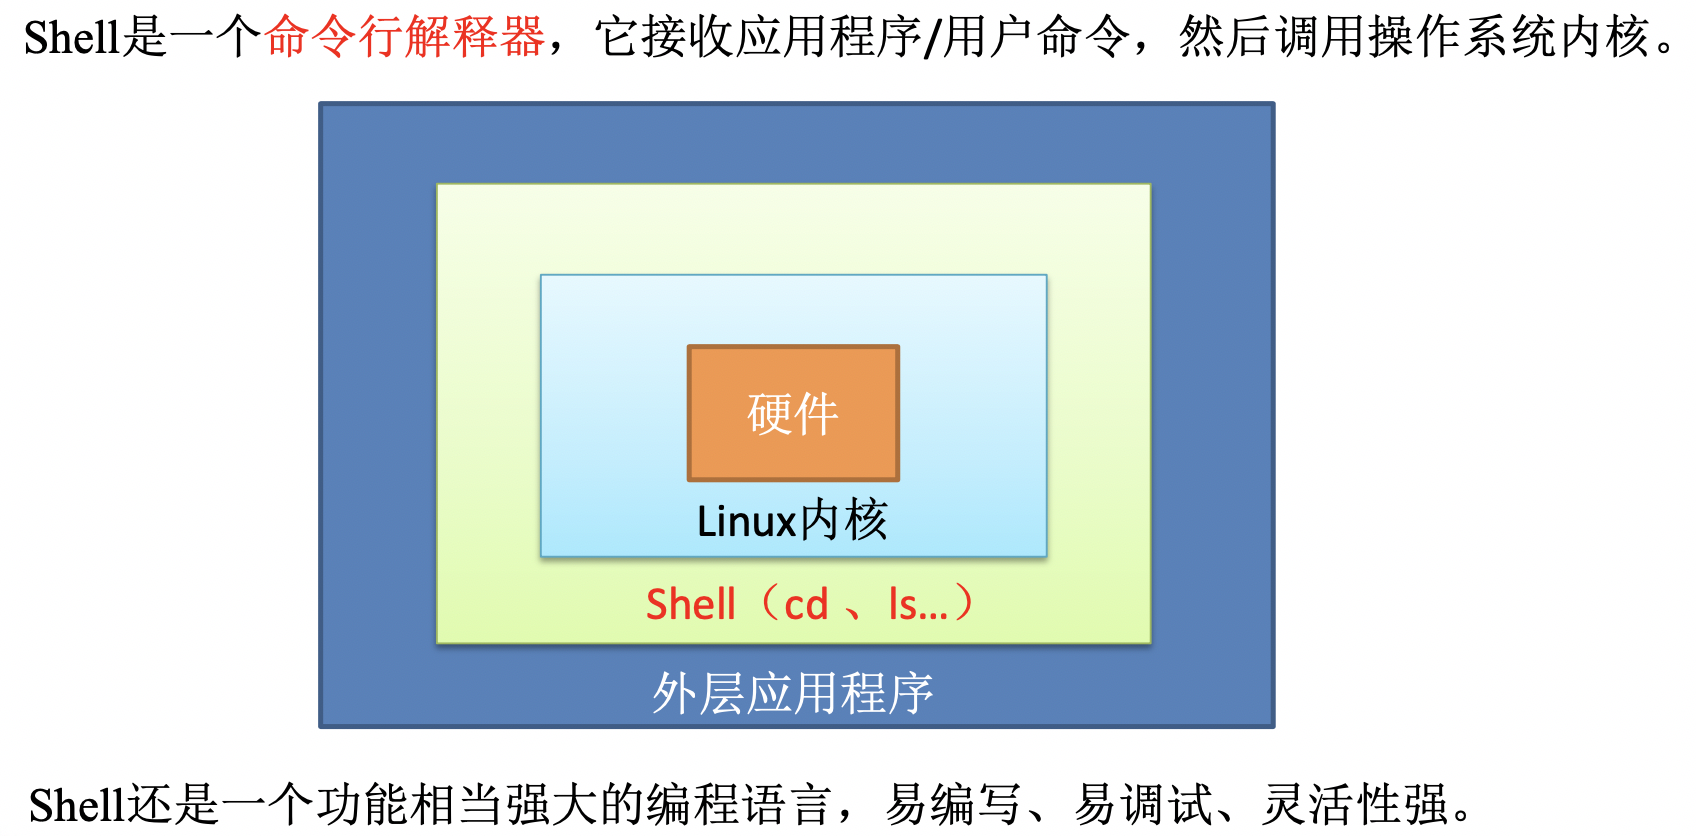 Shell是一个命令行解释器，它接收应用程序/用户命令，然后调用操作系统内核。
硬件
Linux内核
Shell（cd 、ls...）
外层应用程序
Shell还是一个功能相当强大的编程语言，易编写、易调试、灵活性强。